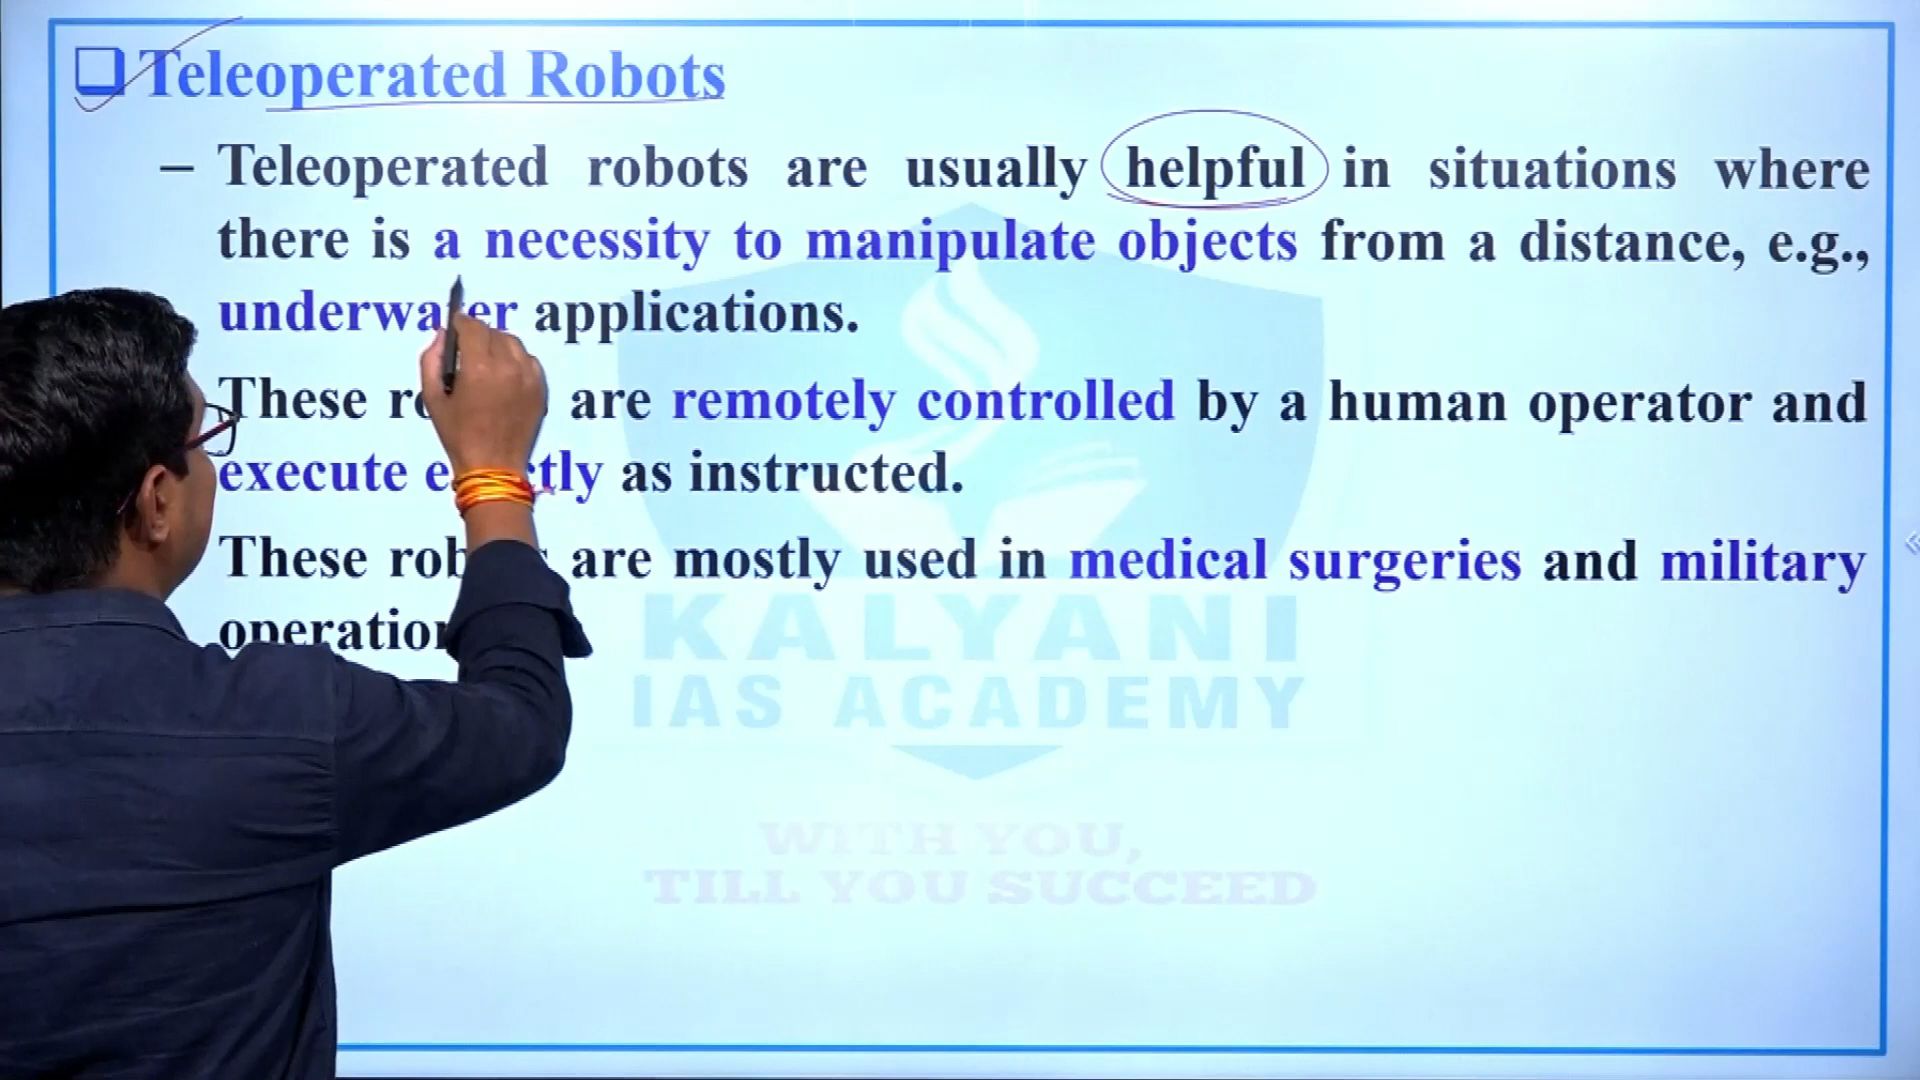 Teleoperated Robots
– Teleoperated robots are usually helpful in situations where
there is a necessity to manipulate objects from a distance, e.g.,
underwater applications.
These are remotely controlled by a human operator and
execute exactly as instructed.
These robots are mostly used in medical surgeries and military
KALYANI
IAS ACADEMY
WITH YOU,
TILL YOU SUCCEED